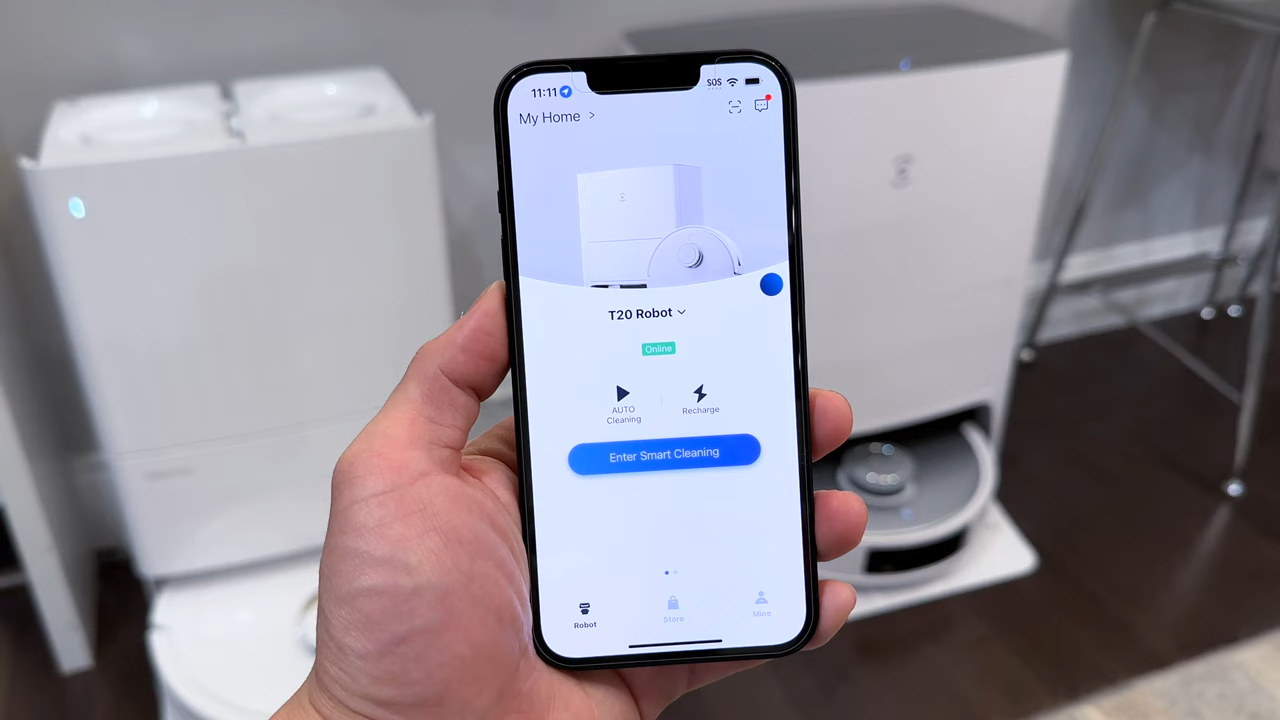 11:11
SOS
My Home >
T20 Robot
Online
AUTO
Cleaning
Recharge
Enter Smart Cleaning
Robot
Store
Mine